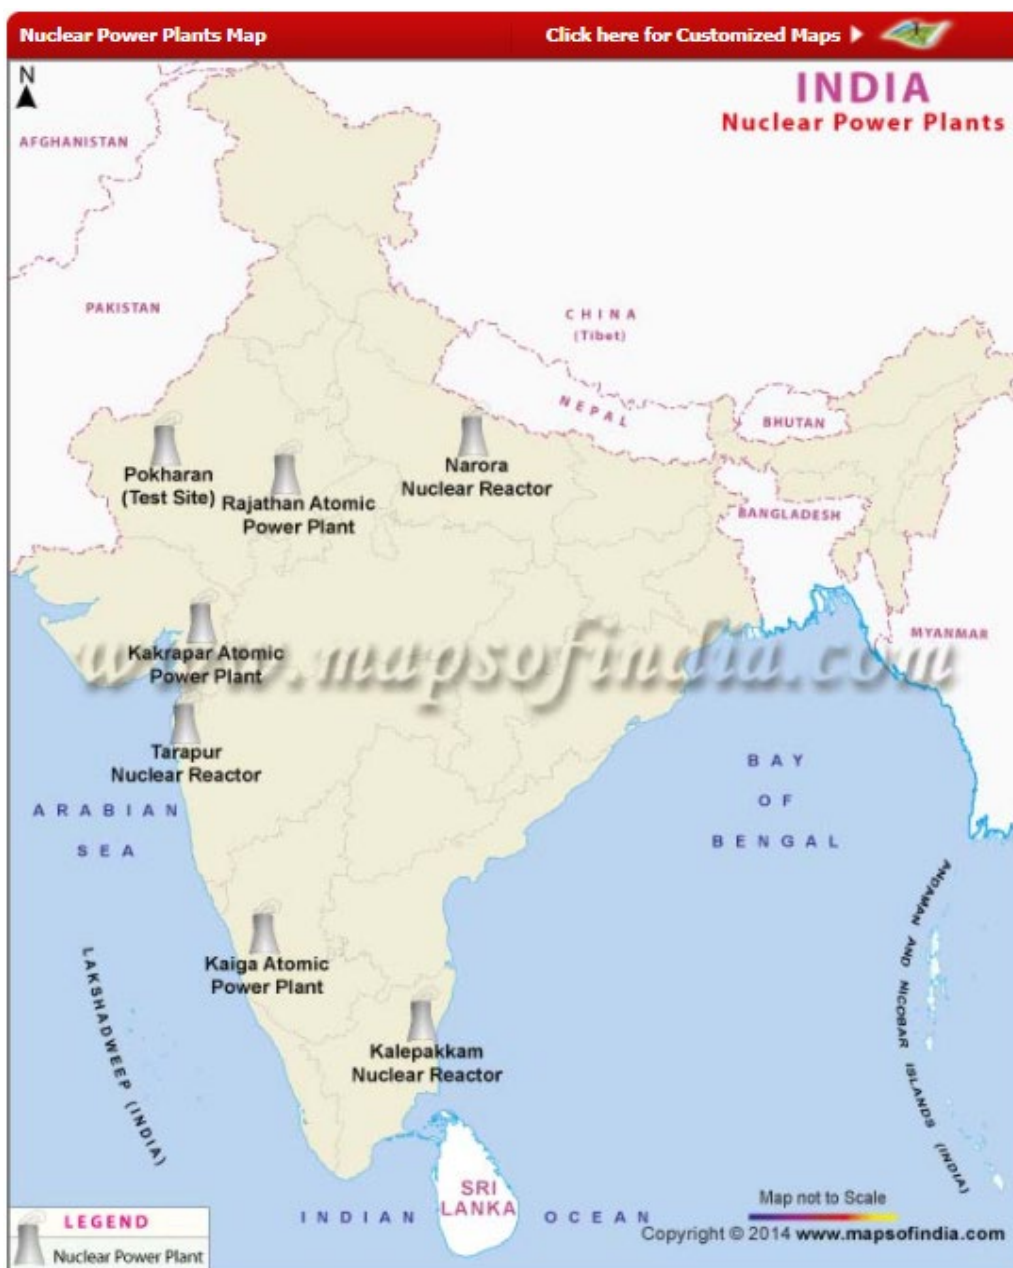 Nuclear Power Plants Map
Click here for Customized Maps
N
INDIA
Nuclear Power Plants
AFGHANISTAN
PAKISTAN
CHINA
(Tibet)
NEPAL
BHUTAN
BANGLADESH
MYANMAR
Pokharan
(Test Site)
Rajathan Atomic
Power Plant
Narora
Nuclear Reactor
www.mapsofindia.com
Kakrapar Atomic
Power Plant
Tarapur
Nuclear Reactor
ARABIAN
SEA
BAY
OF
BENGAL
Kaiga Atomic
Power Plant
Kalepakkam
Nuclear Reactor
LAKSHADWEEP (INDIA)
ANDAMAN AND NICOBAR ISLANDS (INDIA)
SRI
LANKA
INDIAN OCEAN
Map not to Scale
Copyright © 2014 www.mapsofindia.com
LEGEND
Nuclear Power Plant